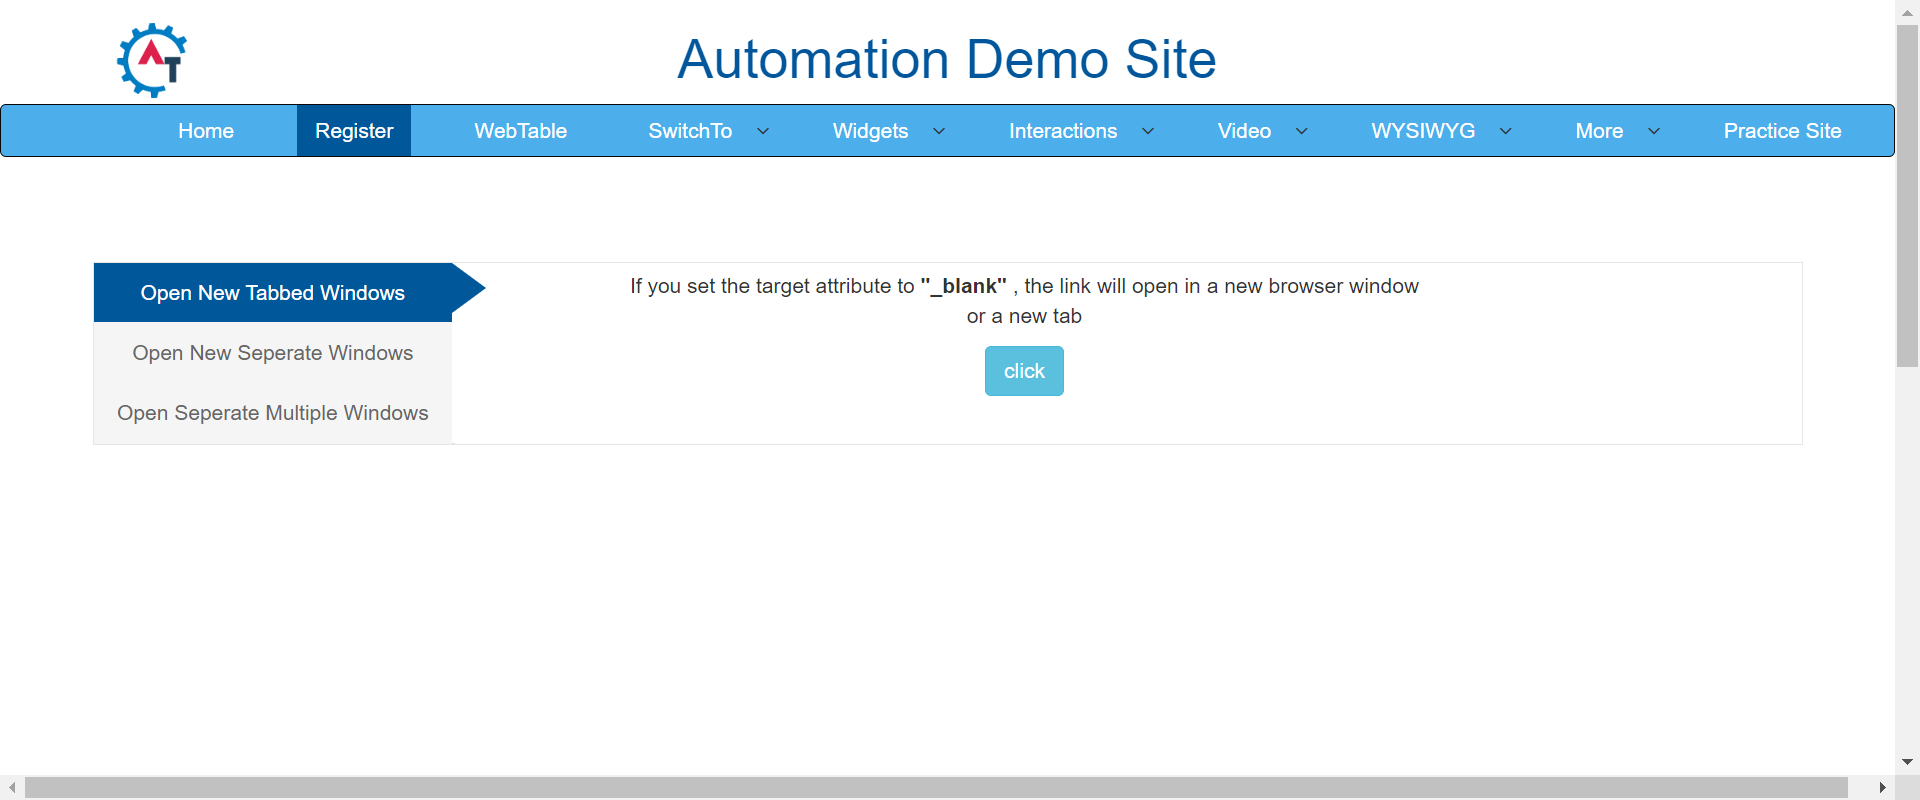 AT
Automation Demo Site
Home Register WebTable SwitchTo Widgets Interactions Video WYSIWYG More Practice Site
Open New Tabbed Windows
Open New Seperate Windows
Open Seperate Multiple Windows
If you set the target attribute to "_blank" , the link will open in a new browser window
or a new tab
click